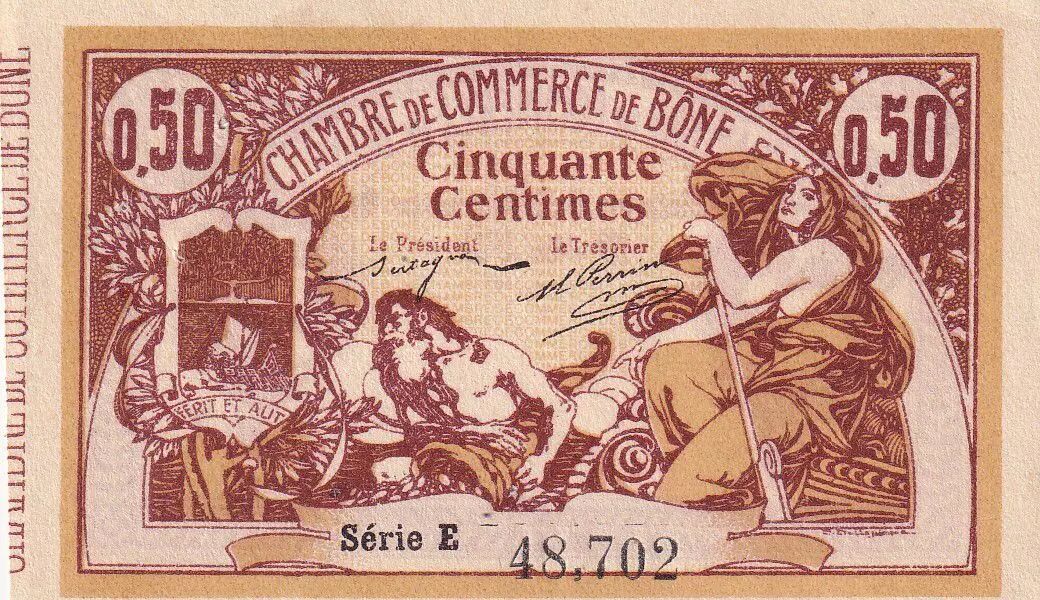 0,50
0,50
CHAMBRE DE COMMERCE DE BÔNE
Cinquante
Centimes
Le Président
Le Trésorier
SERIT ET ALIT
Série E
48,702